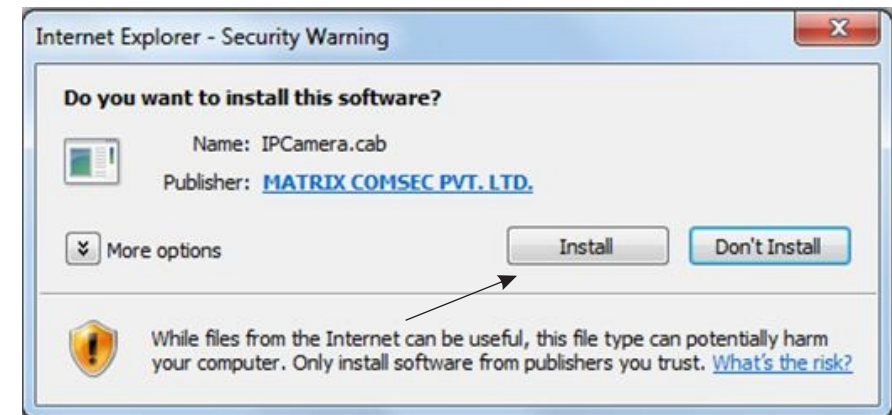 Internet Explorer - Security Warning
Do you want to install this software?
Name: IPCamera.cab
Publisher: MATRIX COMSEC PVT. LTD.
More options
Install
Don't Install
While files from the Internet can be useful, this file type can potentially harm
your computer. Only install software from publishers you trust. What's the risk?